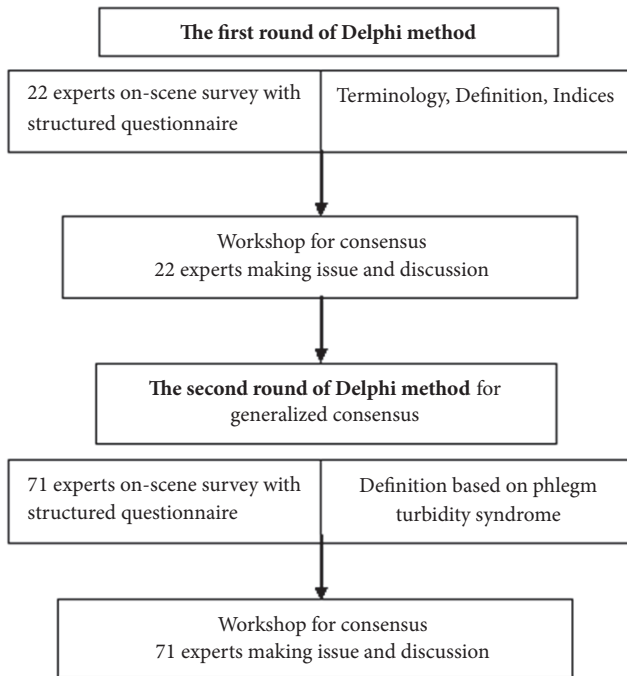 The first round of Delphi method
22 experts on-scene survey with
structured questionnaire
Terminology, Definition, Indices
Workshop for consensus
22 experts making issue and discussion
The second round of Delphi method for
generalized consensus
71 experts on-scene survey with
structured questionnaire
Definition based on phlegm
turbidity syndrome
Workshop for consensus
71 experts making issue and discussion